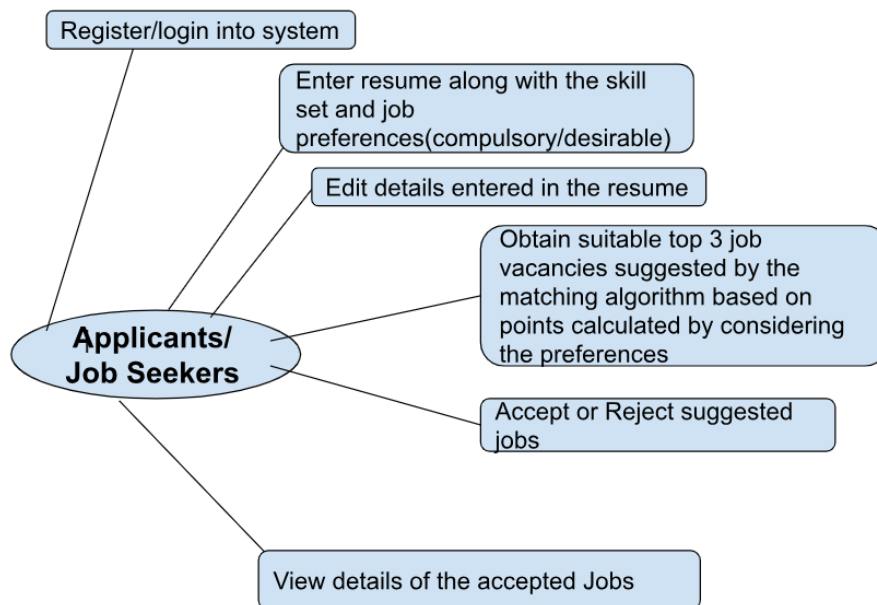 Register/login into system
Enter resume along with the skill
set and job
preferences(compulsory/desirable)
Edit details entered in the resume
Obtain suitable top 3 job
vacancies suggested by the
matching algorithm based on
points calculated by considering
the preferences
Applicants/
Job Seekers
Accept or Reject suggested
jobs
View details of the accepted Jobs